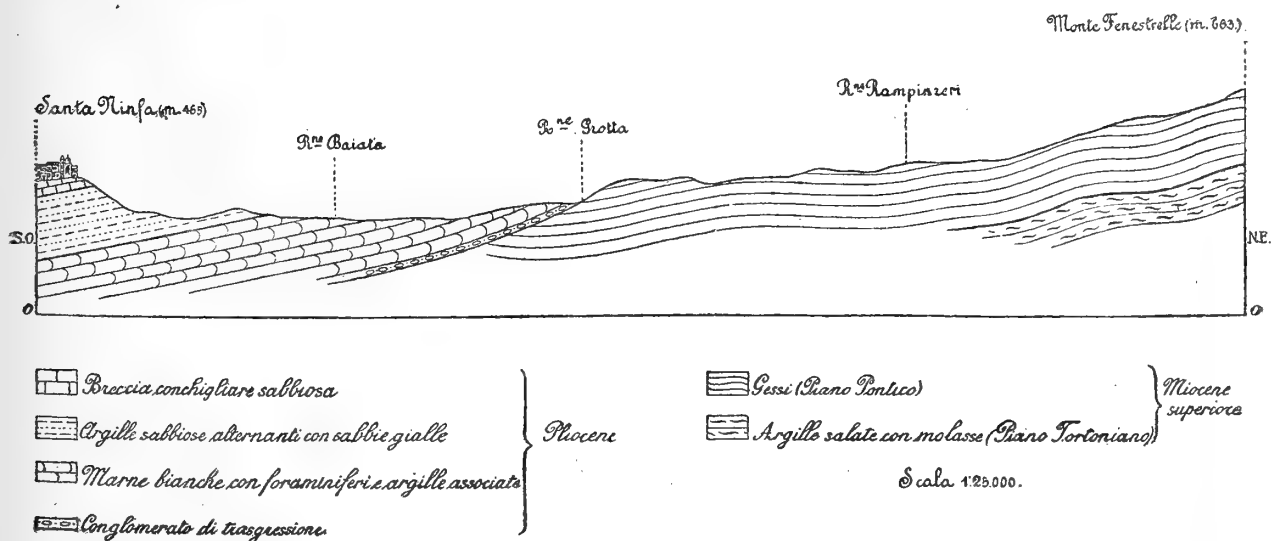 Monte Fenestrelle (m. 663.)
Santa Ninfa (m. 465)
R.ne Baiata
R.ne Grotta
R.ne Rampinzeri
S.O.
N.E.
0
0
Breccia conchigliare sabbiosa
Argille sabbiose alternanti con sabbie gialle
Marne bianche con foraminiferi e argille associate
Conglomerato di trasgressione
Pliocene
Gessi (Piano Pontico)
Argille salate con molasse (Piano Tortoniano)
Miocene
superiore
Scala 1:25.000.